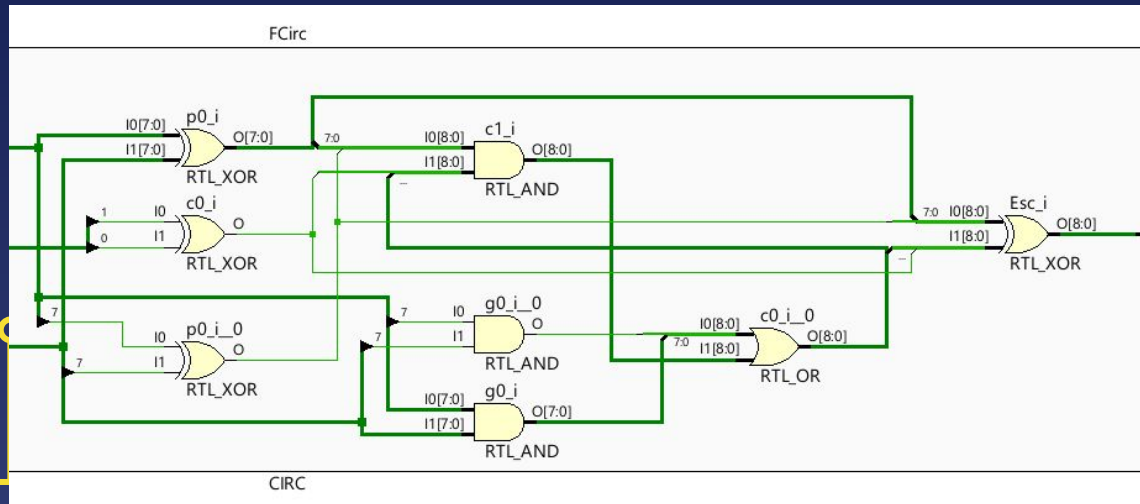 FCirc
p0_i
I0[7:0]
I1[7:0]
O[7:0]
RTL_XOR
7:0
c1_i
I0[8:0]
I1[8:0]
O[8:0]
RTL_AND
...
c0_i
1
I0
0
I1
O
RTL_XOR
Esc_i
7:0
I0[8:0]
I1[8:0]
O[8:0]
RTL_XOR
...
p0_i__0
7
I0
7
I1
O
RTL_XOR
g0_i__0
7
I0
7
I1
O
RTL_AND
c0_i__0
I0[8:0]
7:0
I1[8:0]
O[8:0]
RTL_OR
g0_i
I0[7:0]
I1[7:0]
O[7:0]
RTL_AND
CIRC